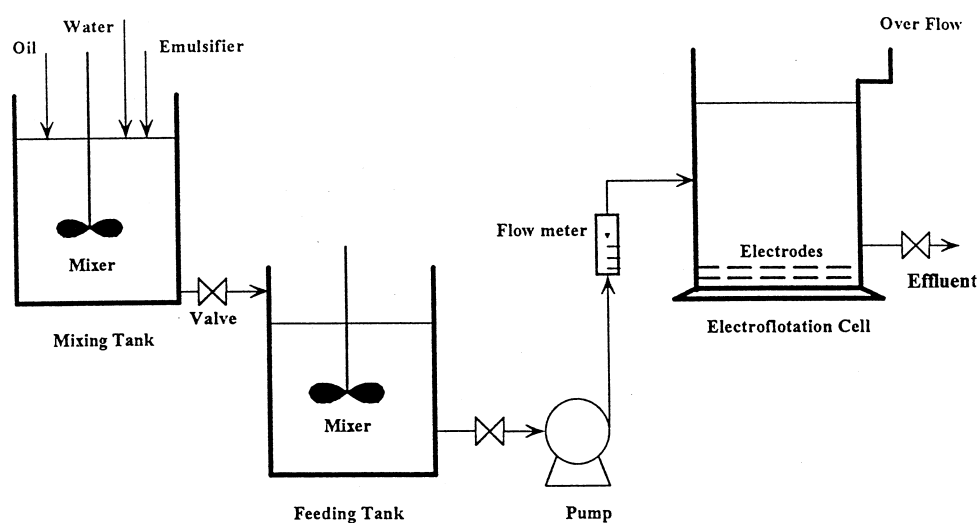 Oil
Water
Emulsifier
Mixer
Mixing Tank
Valve
Mixer
Feeding Tank
Pump
Flow meter
Over Flow
Electrodes
Effluent
Electroflotation Cell